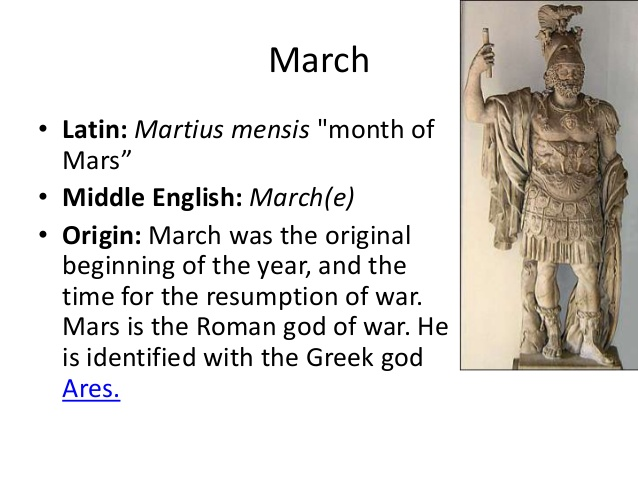 March
• Latin: Martius mensis "month of
Mars”
• Middle English: March(e)
• Origin: March was the original
beginning of the year, and the
time for the resumption of war.
Mars is the Roman god of war. He
is identified with the Greek god
Ares.